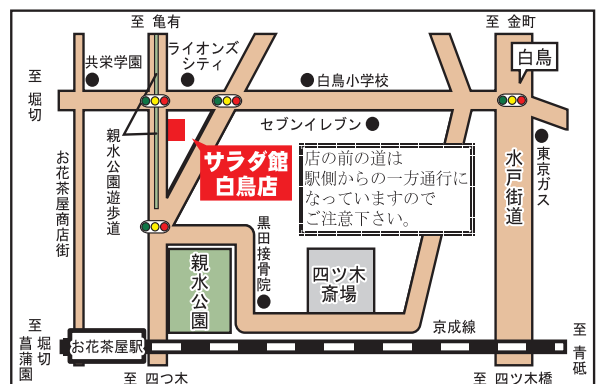 至 亀有
至 金町
白鳥
ライオンズ
シティ
共栄学園
白鳥小学校
至 堀切
セブンイレブン
親水公園遊歩道
サラダ館
白鳥店
店の前の道は
駅側からの一方通行に
なっていますので
ご注意下さい。
水戸街道
東京ガス
お花茶屋商店街
黒田接骨院
親水公園
四ツ木
斎場
京成線
至 堀切
菖蒲園
お花茶屋駅
至 青砥
至 四つ木
至 四ツ木橋